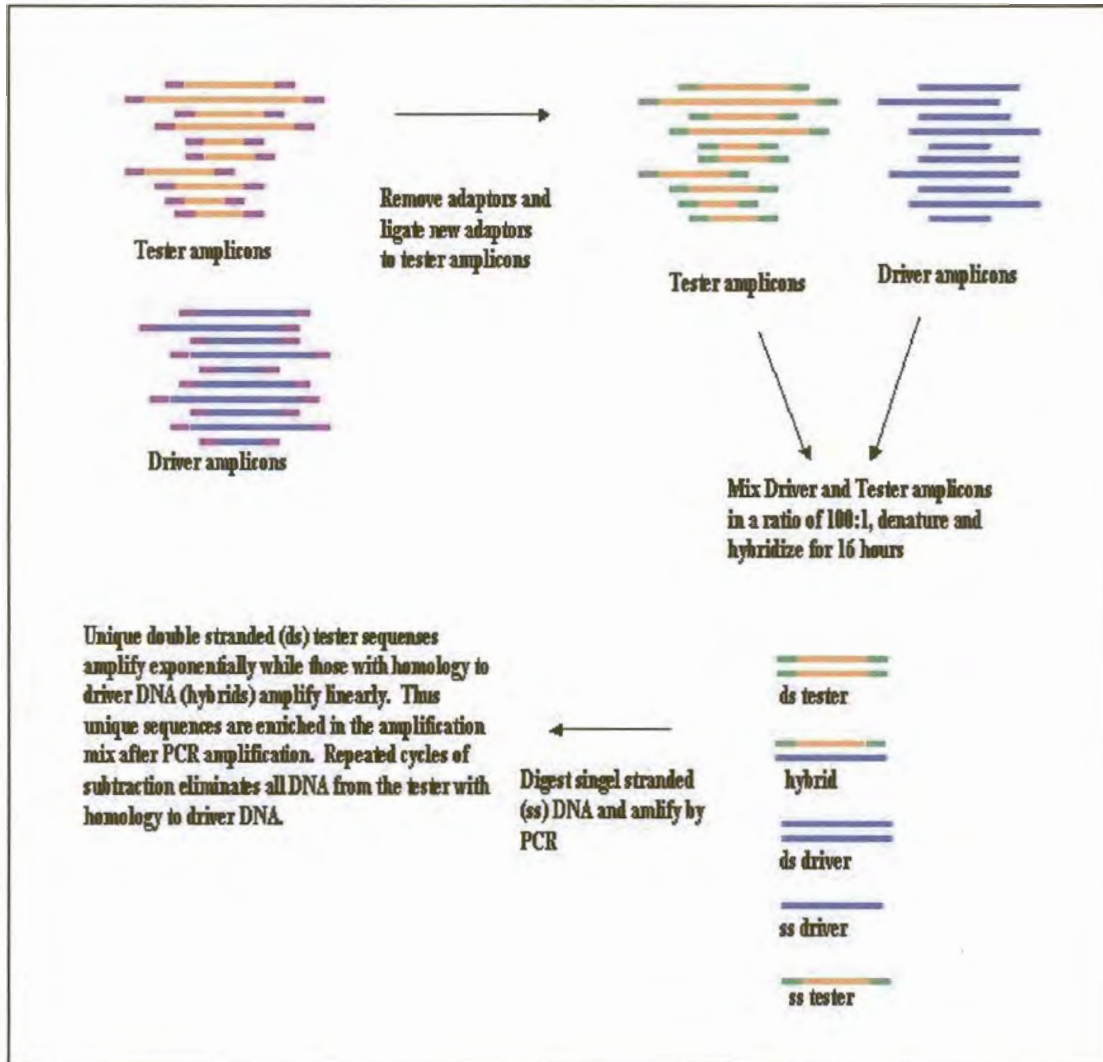 Tester amplicons
Remove adaptors and
ligate new adaptors
to tester amplicons
Tester amplicons
Driver amplicons
Driver amplicons
Mix Driver and Tester amplicons
in a ratio of 100:1, denature and
hybridize for 16 hours
ds tester
hybrid
ds driver
ss driver
ss tester
Digest singel stranded
(ss) DNA and amlify by
PCR
Unique double stranded (ds) tester sequenses
amplify exponentially while those with homology to
driver DNA (hybrids) amplify linearly. Thus
unique sequences are enriched in the amplification
mix after PCR amplification. Repeated cycles of
subtraction eliminates all DNA from the tester with
homology to driver DNA.